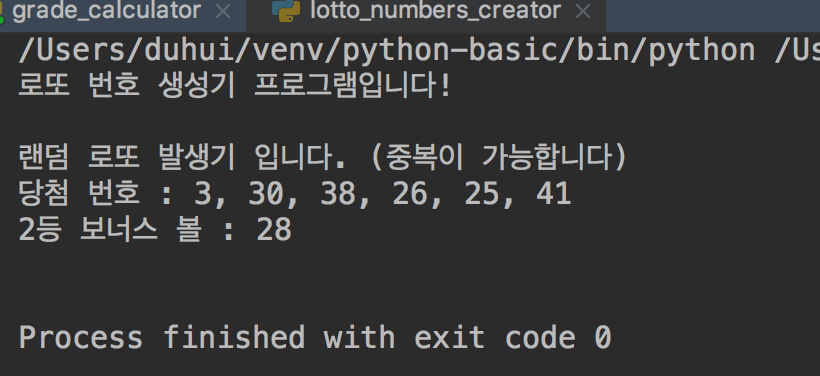 grade_calculator × lotto_numbers_creator ×
/Users/duhui/venv/python-basic/bin/python /Us
로또 번호 생성기 프로그램입니다!
랜덤 로또 발생기 입니다. (중복이 가능합니다)
당첨 번호 : 3, 30, 38, 26, 25, 41
2등 보너스 볼 : 28
Process finished with exit code 0